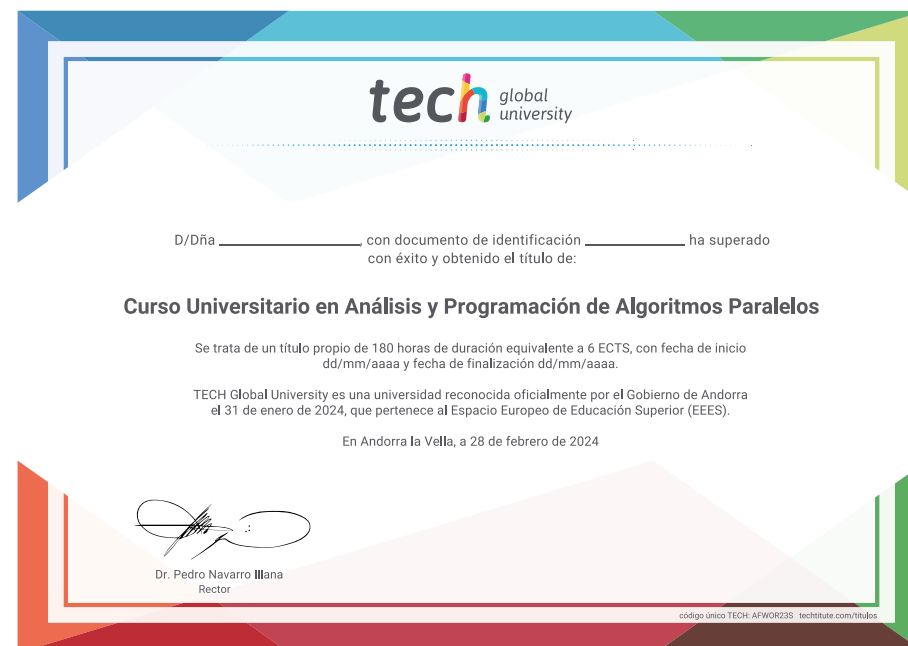 tech global university
D/Dña ____________________, con documento de identificación ______________ ha superado
con éxito y obtenido el título de:
Curso Universitario en Análisis y Programación de Algoritmos Paralelos
Se trata de un título propio de 180 horas de duración equivalente a 6 ECTS, con fecha de inicio
dd/mm/aaaa y fecha de finalización dd/mm/aaaa.
TECH Global University es una universidad reconocida oficialmente por el Gobierno de Andorra
el 31 de enero de 2024, que pertenece al Espacio Europeo de Educación Superior (EEES).
En Andorra la Vella, a 28 de febrero de 2024
Dr. Pedro Navarro Illana
Rector
código único TECH: AFWOR23S techtitute.com/titulos